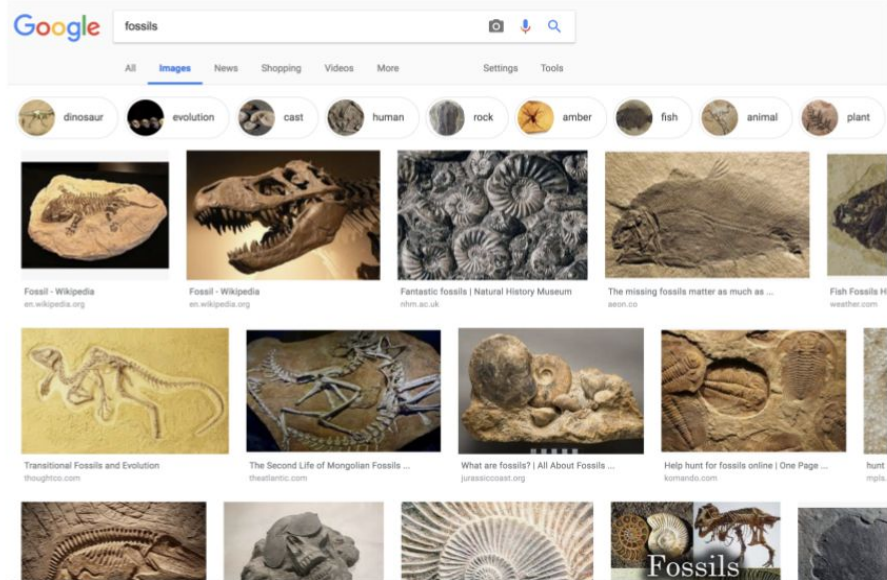 Google
fossils
All Images News Shopping Videos More Settings Tools
dinosaur evolution cast human rock amber fish animal plant
Fossil - Wikipedia
en.wikipedia.org
Fossil - Wikipedia
en.wikipedia.org
Fantastic fossils | Natural History Museum
nhm.ac.uk
The missing fossils matter as much as ...
aeon.co
Fish Fossils H
weather.com
Transitional Fossils and Evolution
thoughtco.com
The Second Life of Mongolian Fossils ...
theatlantic.com
What are fossils? | All About Fossils ...
jurassiccoast.org
Help hunt for fossils online | One Page ...
komando.com
hunt
mpls.
Fossils